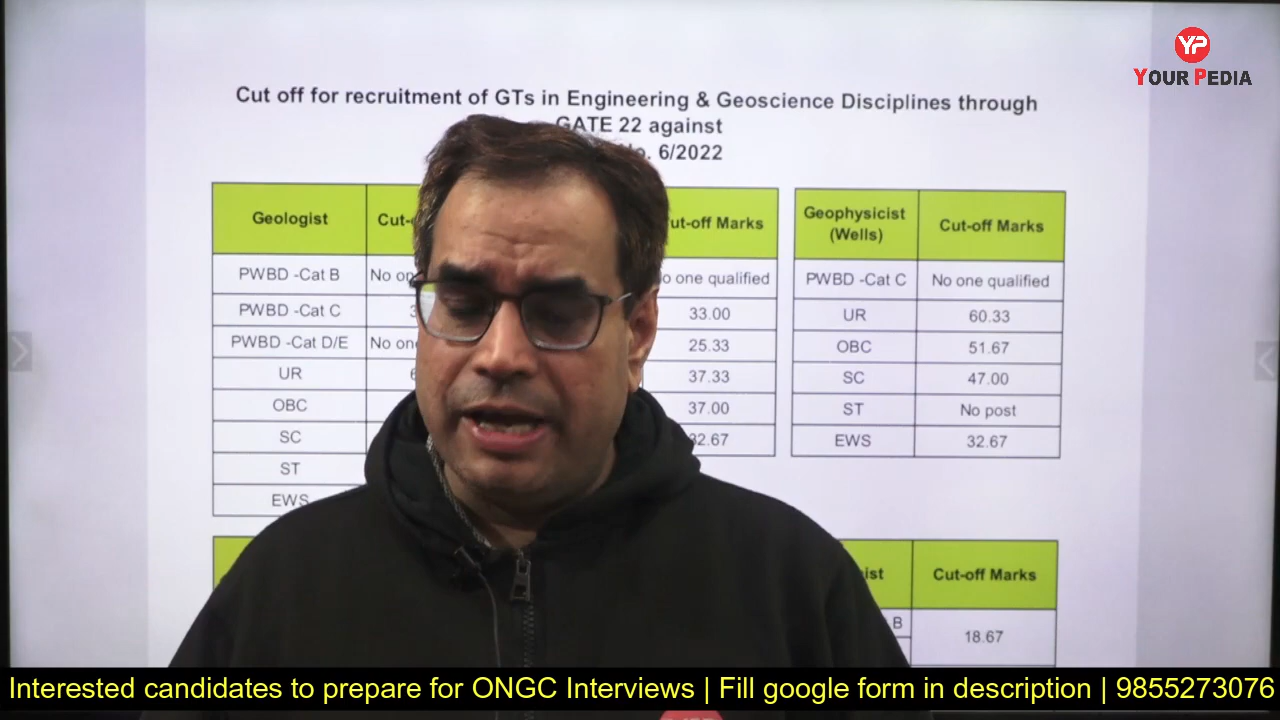 YP
YOUR PEDIA
Cut off for recruitment of GTs in Engineering & Geoscience Disciplines through
GATE 22 against
6/2022
Geologist
PWBD -Cat B No
PWBD -Cat C
PWBD -Cat D/E No
UR
OBC
SC
ST
EWS
Cut-off Marks
one qualified
33.00
25.33
37.33
37.00
32.67
Geophysicist (Wells) Cut-off Marks
PWBD -Cat C No one qualified
UR 60.33
OBC 51.67
SC 47.00
ST No post
EWS 32.67
Cut-off Marks
B 18.67
Interested candidates to prepare for ONGC Interviews | Fill google form in description | 9855273076